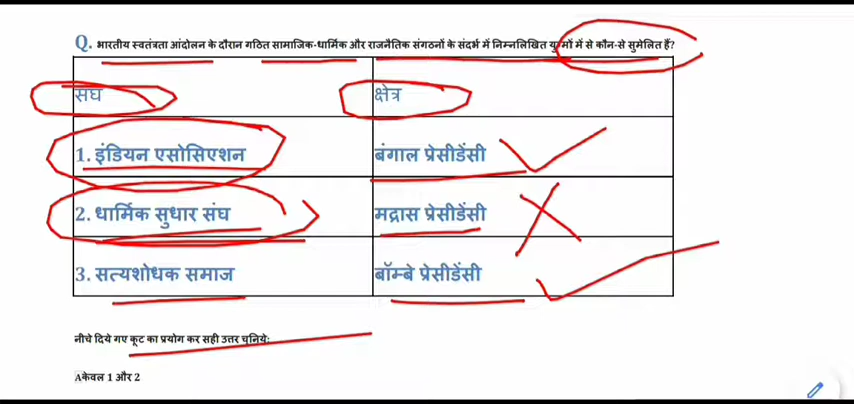 Q. भारतीय स्वतंत्रता आंदोलन के दौरान गठित सामाजिक-धार्मिक और राजनैतिक संगठनों के संदर्भ में निम्नलिखित युग्मों में से कौन-से सुमेलित हैं?
संघ क्षेत्र
1. इंडियन एसोसिएशन बंगाल प्रेसीडेंसी
2. धार्मिक सुधार संघ मद्रास प्रेसीडेंसी
3. सत्यशोधक समाज बॉम्बे प्रेसीडेंसी
नीचे दिये गए कूट का प्रयोग कर सही उत्तर चुनिये:
Aकेवल 1 और 2